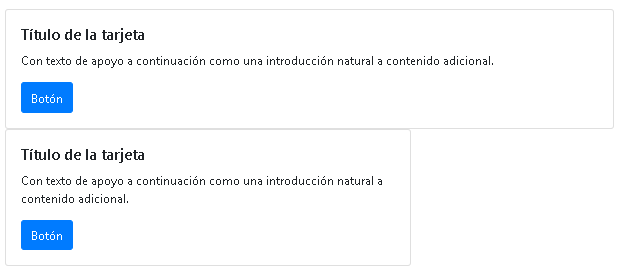 Título de la tarjeta
Con texto de apoyo a continuación como una introducción natural a contenido adicional.
Botón
Título de la tarjeta
Con texto de apoyo a continuación como una introducción natural a
contenido adicional.
Botón